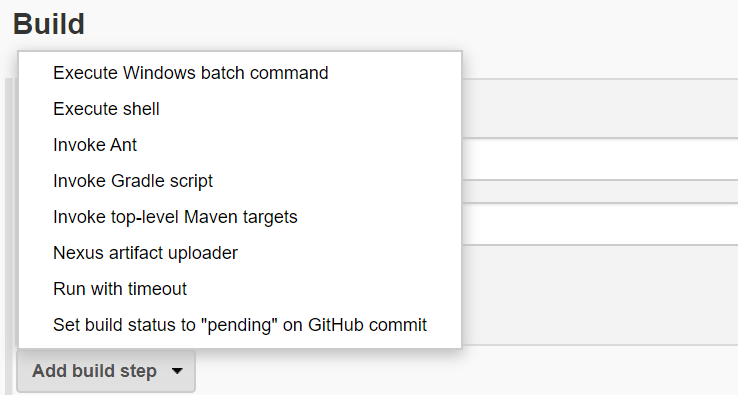 Build
Execute Windows batch command
Execute shell
Invoke Ant
Invoke Gradle script
Invoke top-level Maven targets
Nexus artifact uploader
Run with timeout
Set build status to "pending" on GitHub commit
Add build step